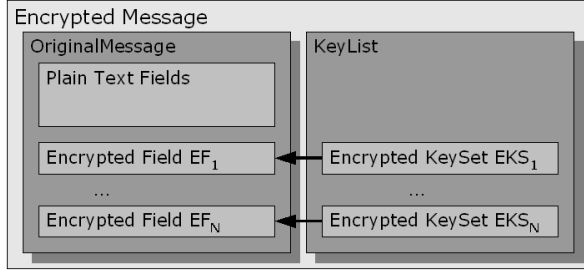 Encrypted Message
OriginalMessage
Plain Text Fields
Encrypted Field EF1
...
Encrypted Field EFN
KeyList
Encrypted KeySet EKS1
...
Encrypted KeySet EKSN